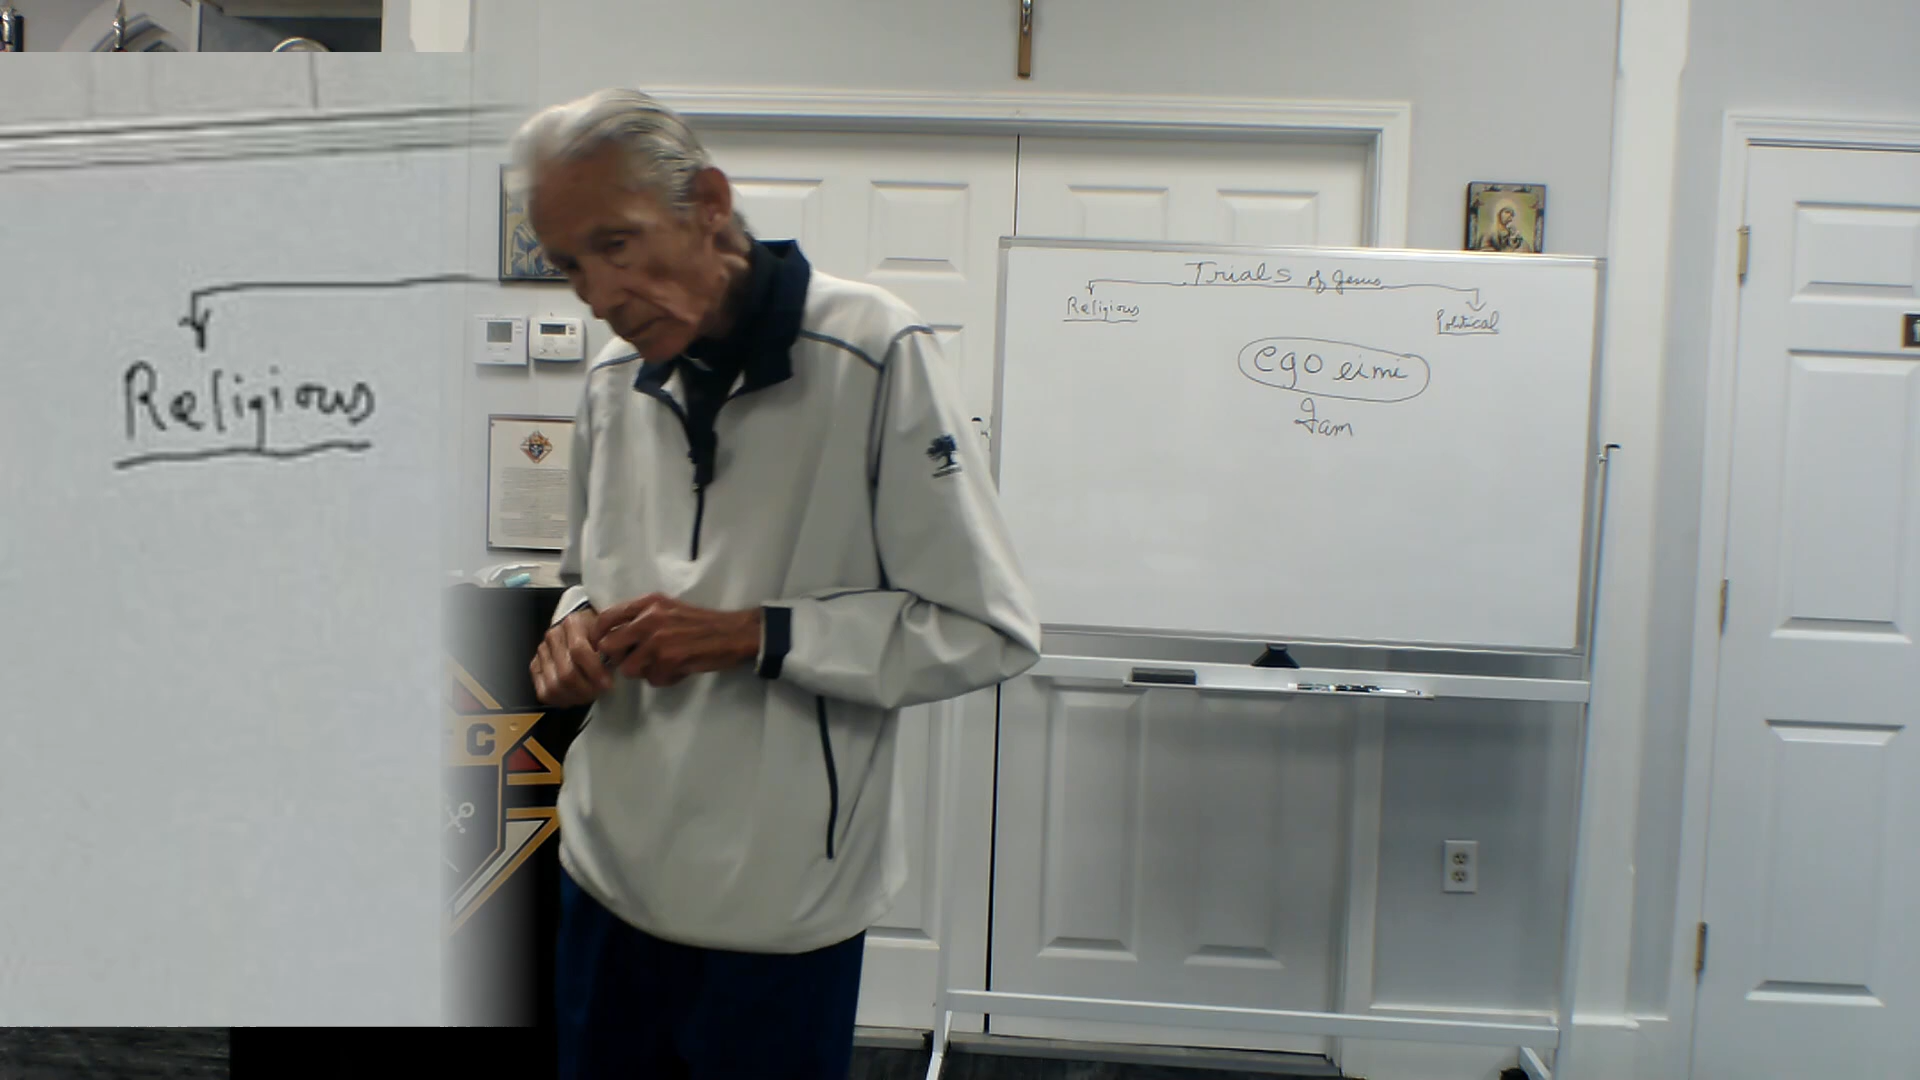 Religious
Trials of Jesus
Religious
Political
ego eimi
I am
C